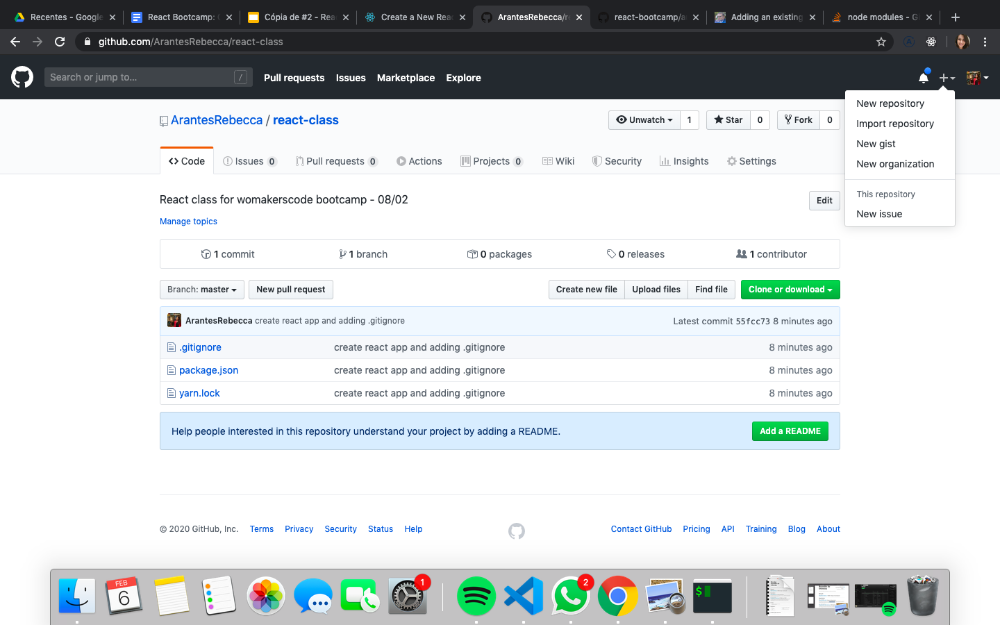 Recentes - Google
React Bootcamp:
Cópia de #2 - Rea
Create a New Rea
ArantesRebecca/r
react-bootcamp/a
Adding an existing
node modules - G
github.com/ArantesRebecca/react-class
Search or jump to...
/
Pull requests
Issues
Marketplace
Explore
New repository
Import repository
New gist
New organization
This repository
New issue
ArantesRebecca / react-class
Unwatch 1
Star 0
Fork 0
Code
Issues 0
Pull requests 0
Actions
Projects 0
Wiki
Security
Insights
Settings
React class for womakerscode bootcamp - 08/02
Edit
Manage topics
1 commit
1 branch
0 packages
0 releases
1 contributor
Branch: master
New pull request
Create new file
Upload files
Find file
Clone or download
ArantesRebecca create react app and adding .gitignore
Latest commit 55fcc73 8 minutes ago
.gitignore create react app and adding .gitignore 8 minutes ago
package.json create react app and adding .gitignore 8 minutes ago
yarn.lock create react app and adding .gitignore 8 minutes ago
Help people interested in this repository understand your project by adding a README.
Add a README
© 2020 GitHub, Inc.
Terms
Privacy
Security
Status
Help
Contact GitHub
Pricing
API
Training
Blog
About
FEB
6
1
2
$